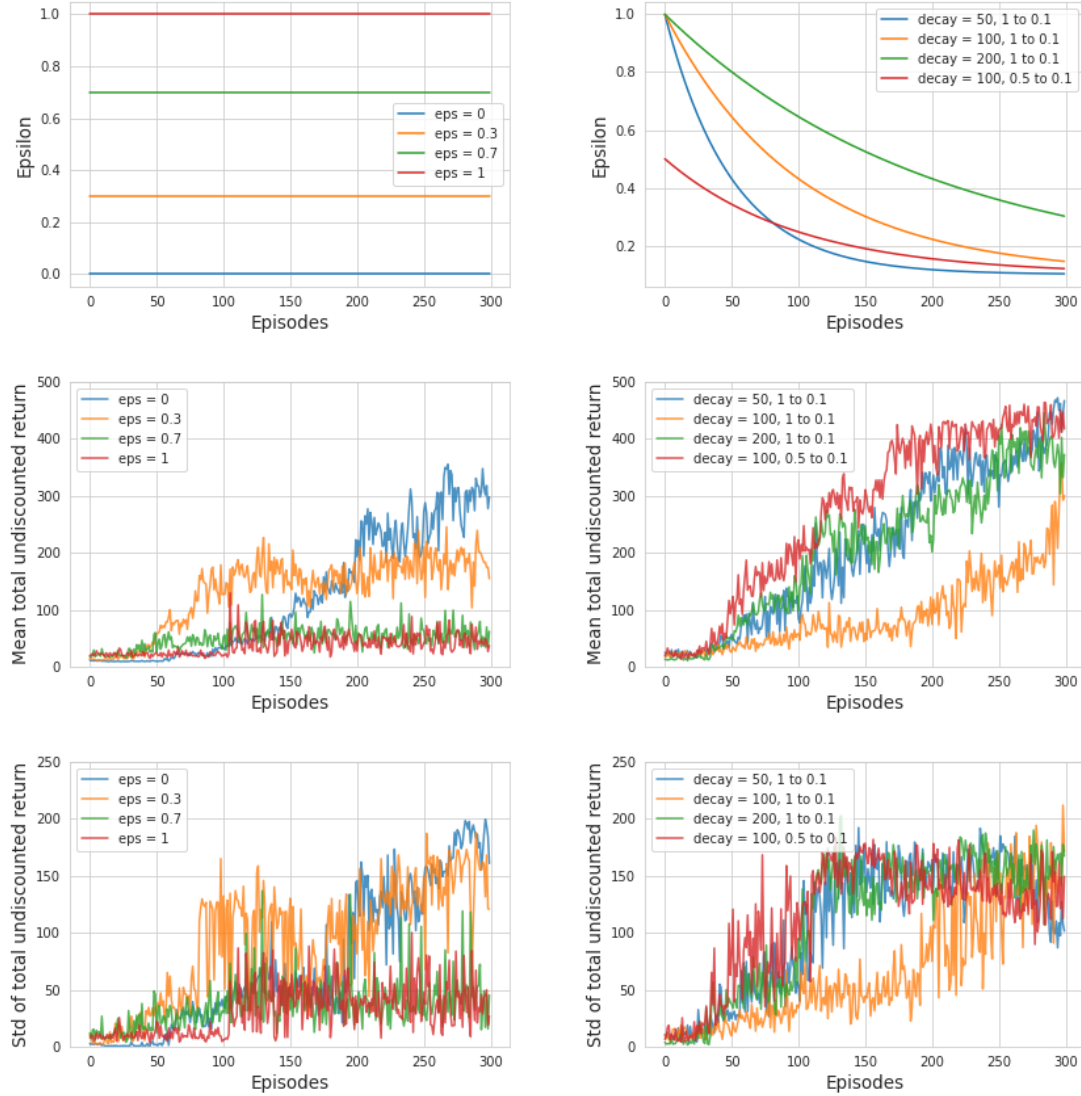 1.0
0.8
0.6
0.4
0.2
0.0
Epsilon
eps = 0
eps = 0.3
eps = 0.7
eps = 1
0 50 100 150 200 250 300
Episodes
1.0
0.8
0.6
0.4
0.2
Epsilon
decay = 50, 1 to 0.1
decay = 100, 1 to 0.1
decay = 200, 1 to 0.1
decay = 100, 0.5 to 0.1
0 50 100 150 200 250 300
Episodes
500
400
300
200
100
0
Mean total undiscounted return
eps = 0
eps = 0.3
eps = 0.7
eps = 1
0 50 100 150 200 250 300
Episodes
500
400
300
200
100
0
Mean total undiscounted return
decay = 50, 1 to 0.1
decay = 100, 1 to 0.1
decay = 200, 1 to 0.1
decay = 100, 0.5 to 0.1
0 50 100 150 200 250 300
Episodes
250
200
150
100
50
0
Std of total undiscounted return
eps = 0
eps = 0.3
eps = 0.7
eps = 1
0 50 100 150 200 250 300
Episodes
250
200
150
100
50
0
Std of total undiscounted return
decay = 50, 1 to 0.1
decay = 100, 1 to 0.1
decay = 200, 1 to 0.1
decay = 100, 0.5 to 0.1
0 50 100 150 200 250 300
Episodes